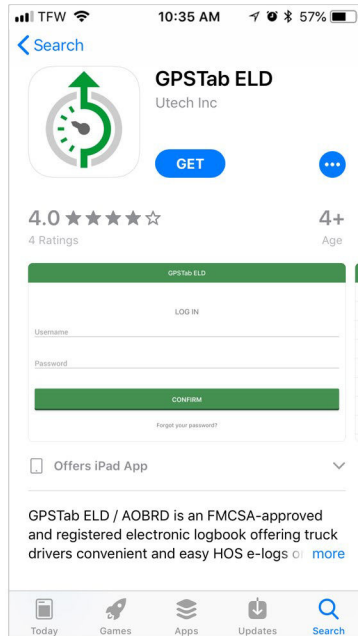 TFW 10:35 AM 57%
Search
GPSTab ELD
Utech Inc
GET
4.0 ★★★★☆ 4+
4 Ratings Age
GPSTab ELD
LOG IN
Username
Password
CONFIRM
Forgot your password?
Offers iPad App
GPSTab ELD / AOBRD is an FMCSA-approved
and registered electronic logbook offering truck
drivers convenient and easy HOS e-logs more
Today Games Apps Updates Search